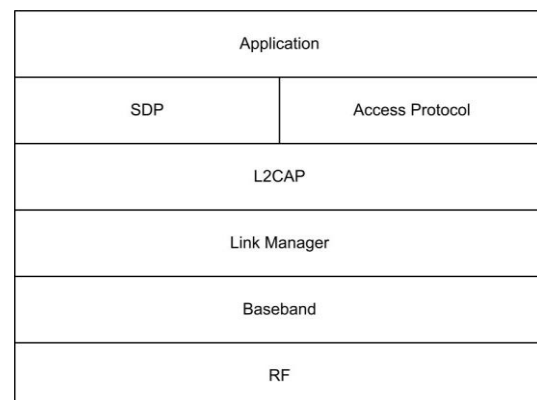 Application
SDP
Access Protocol
L2CAP
Link Manager
Baseband
RF